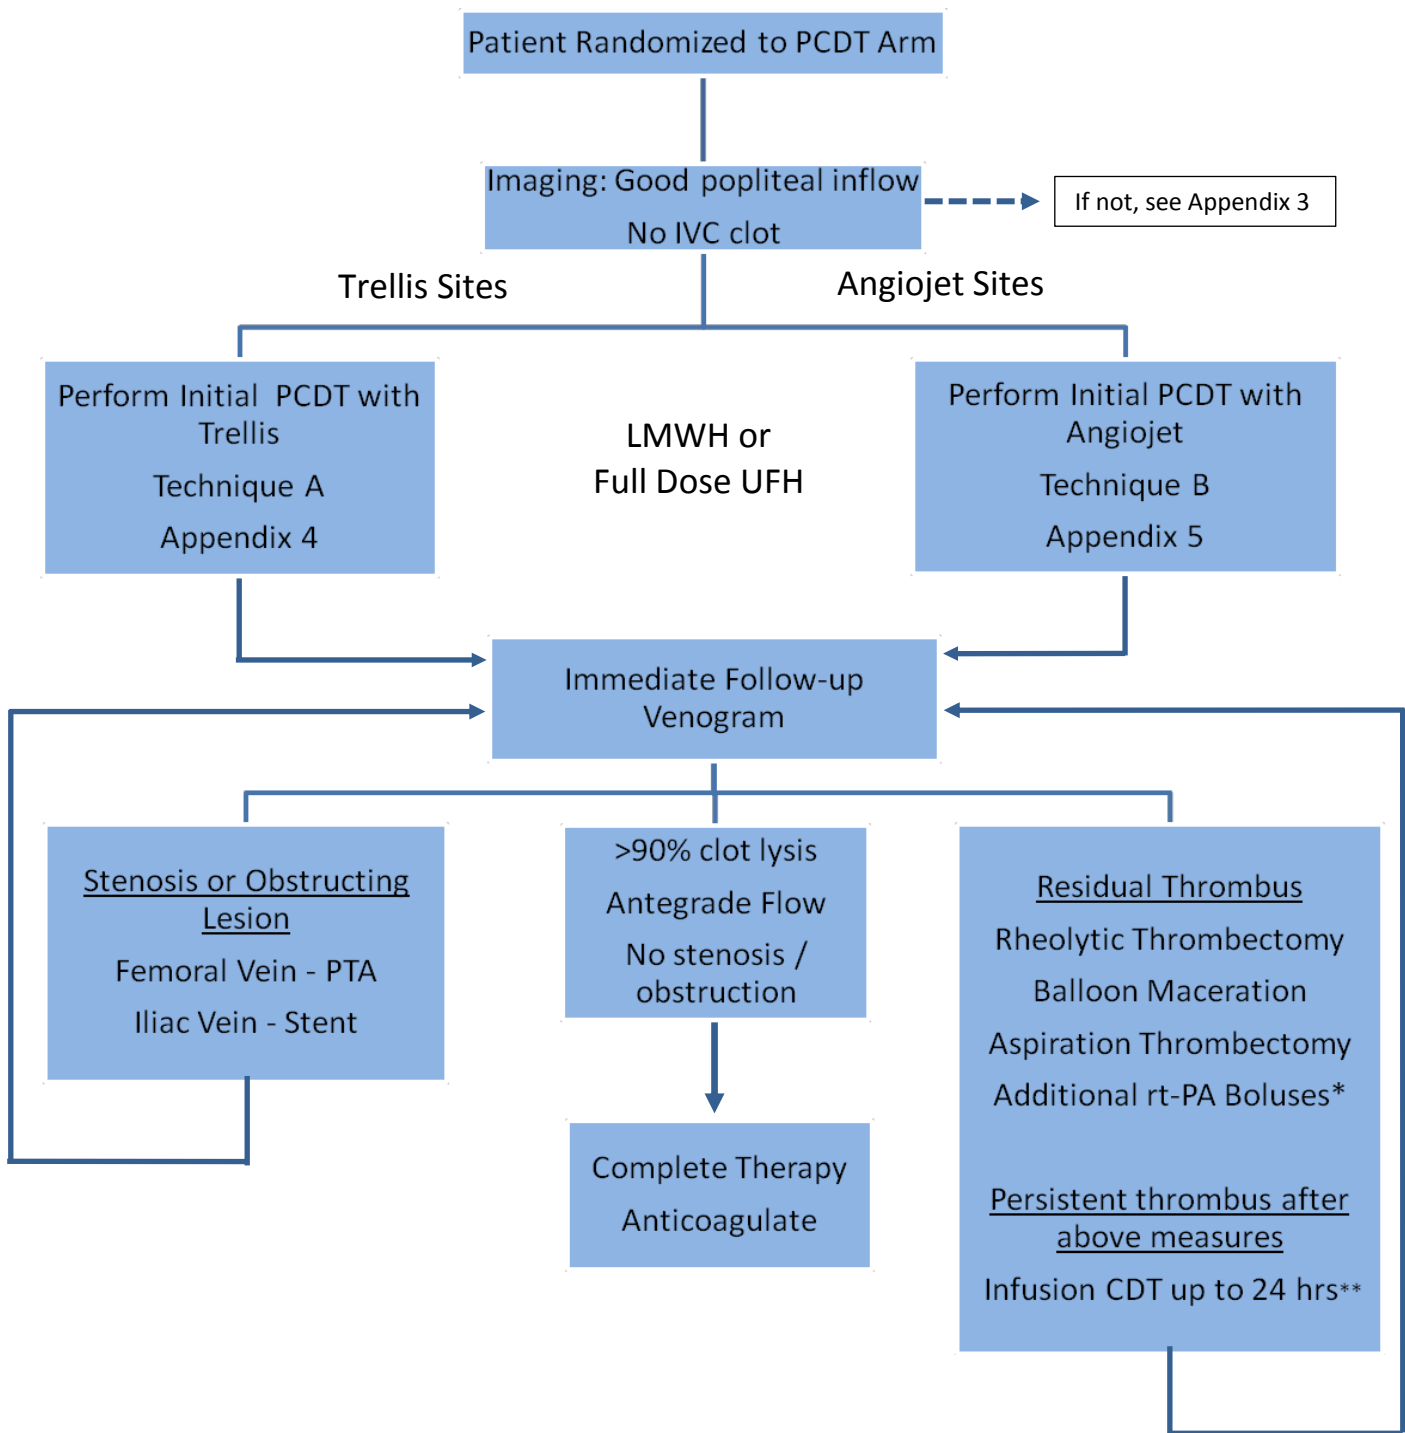 Patient Randomized to PCDT Arm
Imaging: Good popliteal inflow
No IVC clot
If not, see Appendix 3
Trellis Sites
Angiojet Sites
Perform Initial PCDT with
Trellis
Technique A
Appendix 4
LMWH or
Full Dose UFH
Perform Initial PCDT with
Angiojet
Technique B
Appendix 5
Immediate Follow-up
Venogram
Stenosis or Obstructing
Lesion
Femoral Vein - PTA
Iliac Vein - Stent
>90% clot lysis
Antegrade Flow
No stenosis /
obstruction
Complete Therapy
Anticoagulate
Residual Thrombus
Rheolytic Thrombectomy
Balloon Maceration
Aspiration Thrombectomy
Additional rt-PA Boluses*
Persistent thrombus after
above measures
Infusion CDT up to 24 hrs**